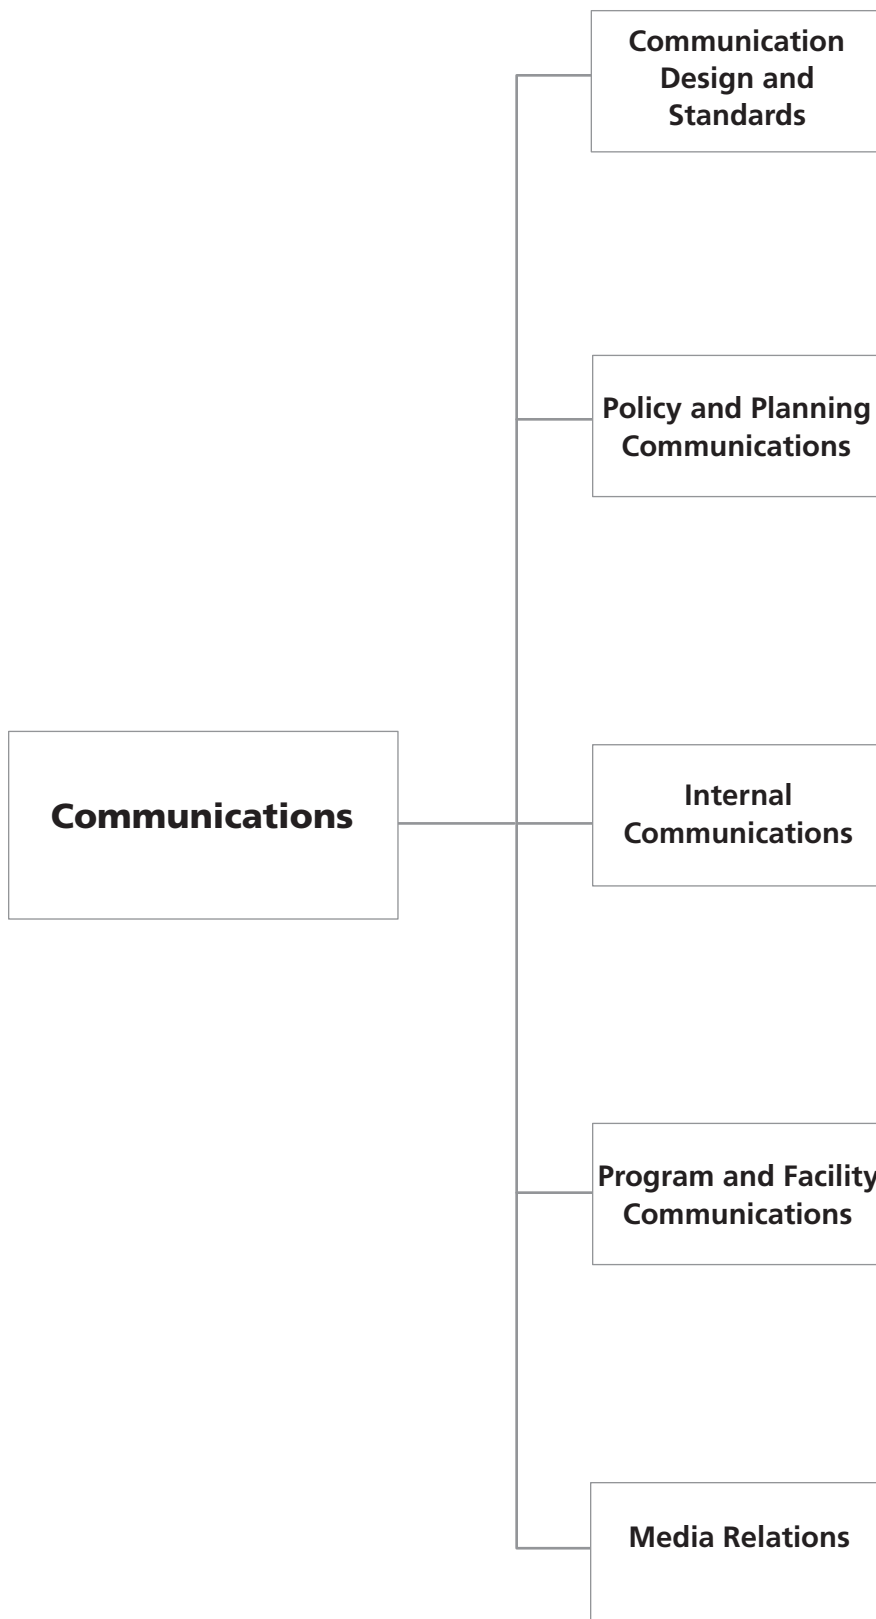 Communication
Design and
Standards
Policy and Planning
Communications
Communications
Internal
Communications
Program and Facility
Communications
Media Relations